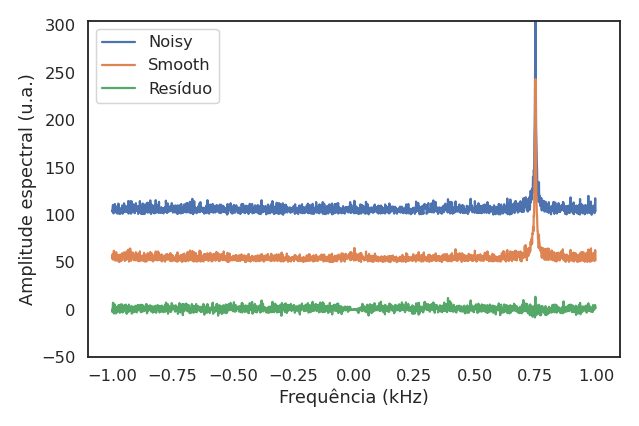 300
250
200
150
100
50
0
−50
Amplitude espectral (u.a.)
Noisy
Smooth
Resíduo
−1.00 −0.75 −0.50 −0.25 0.00 0.25 0.50 0.75 1.00
Frequência (kHz)